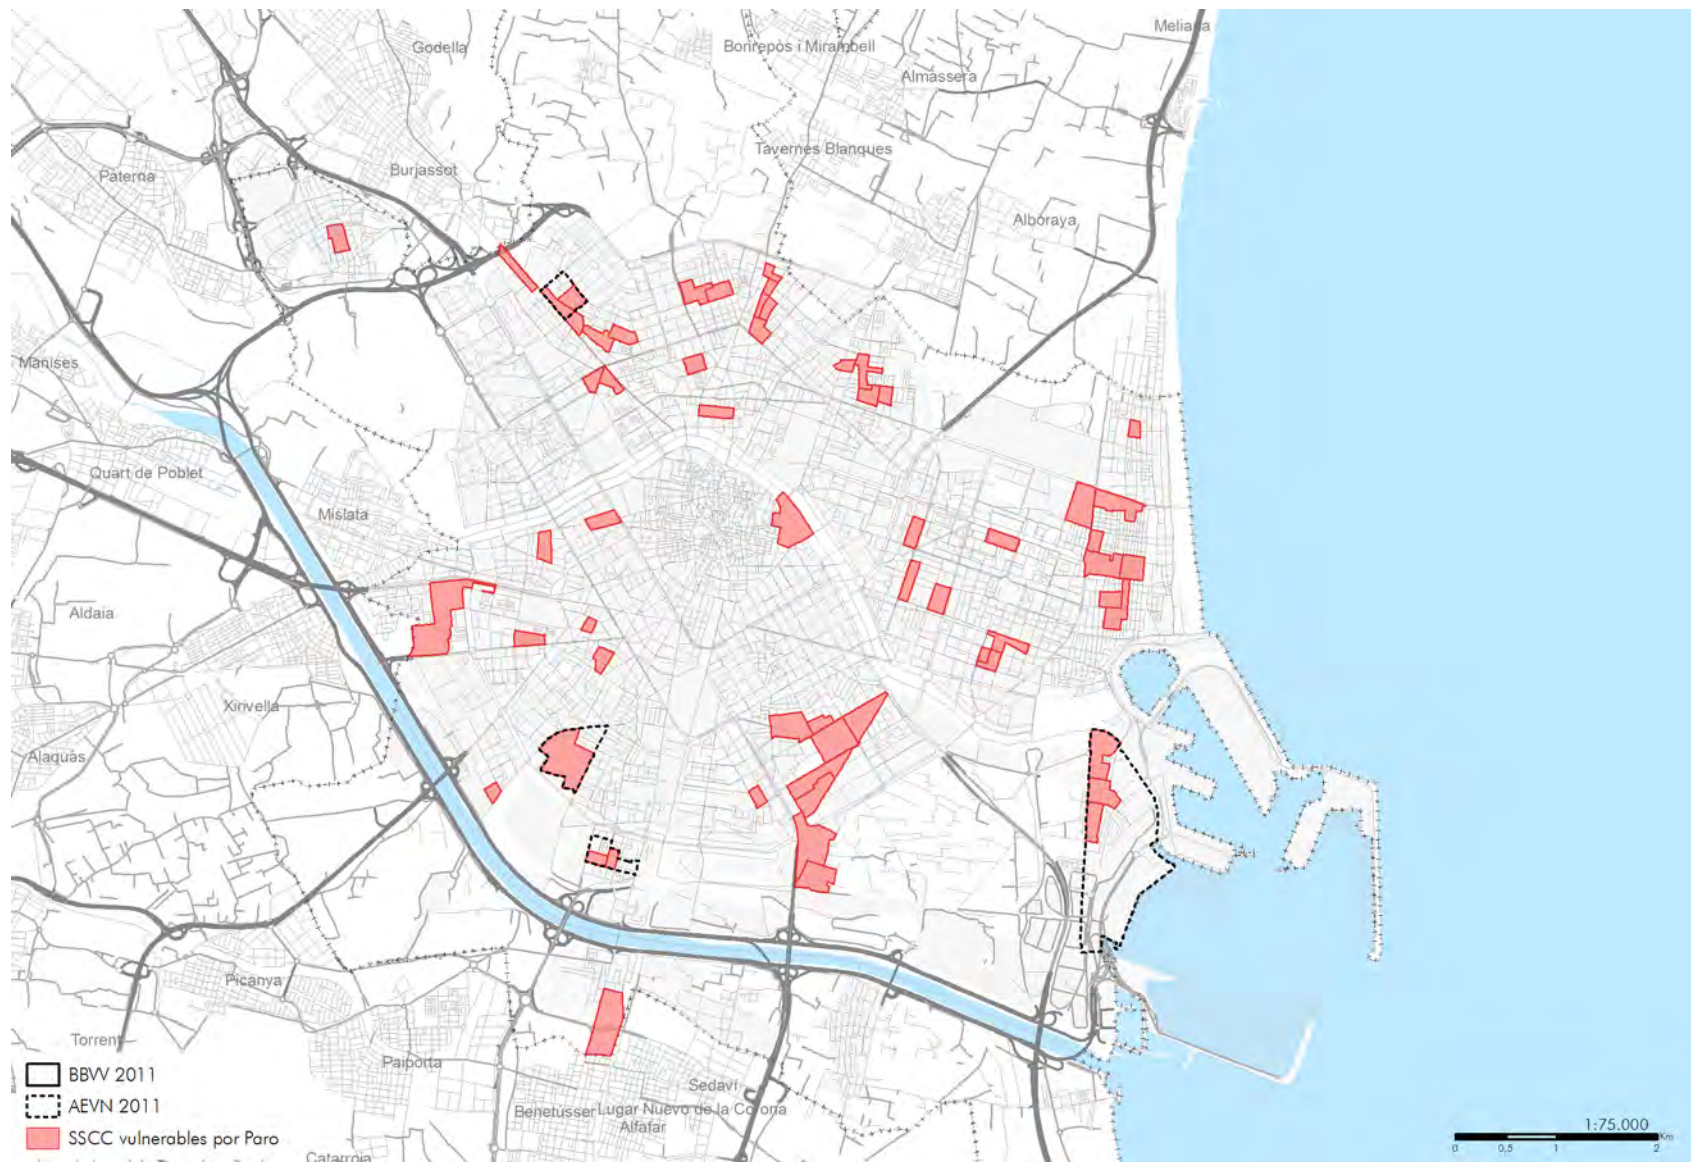 Meliana
Godella
Bonrepòs i Mirambell
Almàssera
Tavernes Blanques
Burjassot
Paterna
Alboraya
Manises
Quart de Poblet
Mislata
Aldaia
Xirivella
Alaquàs
Picanya
Torrent
Paiporta
Sedaví
Benetússer
Lugar Nuevo de la Corona
Alfafar
Catarroja
BBVV 2011
AEVN 2011
SSCC vulnerables por Paro
1:75.000
Km
0 0,5 1 2